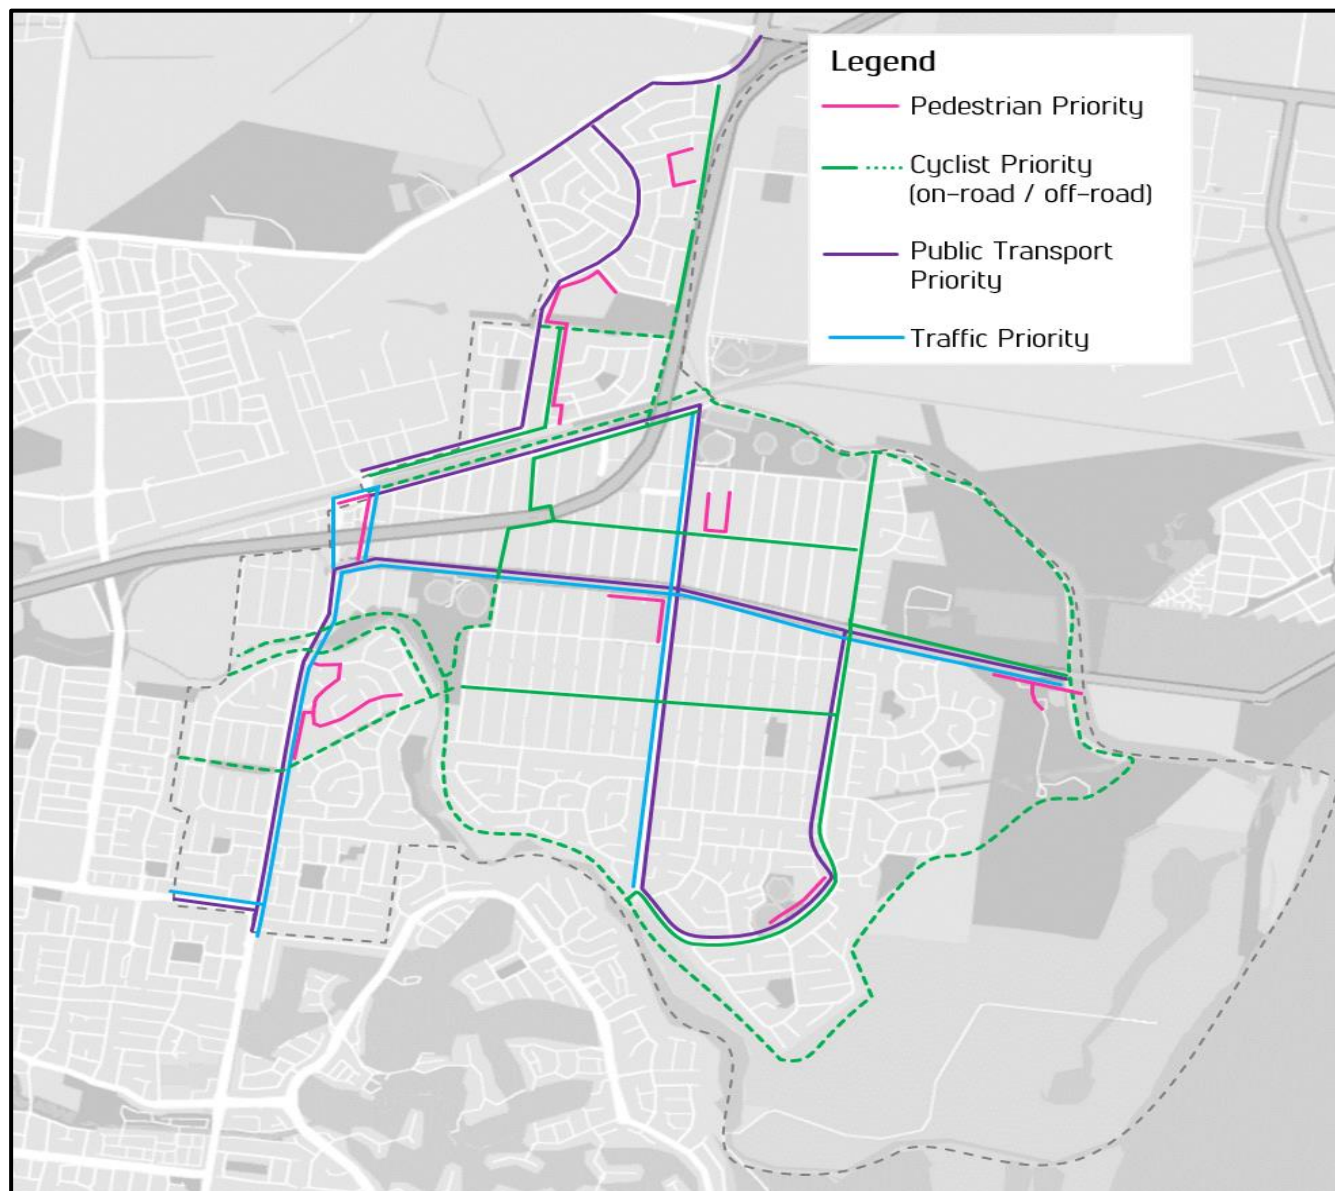 Legend
Pedestrian Priority
Cyclist Priority
(on-road / off-road)
Public Transport
Priority
Traffic Priority